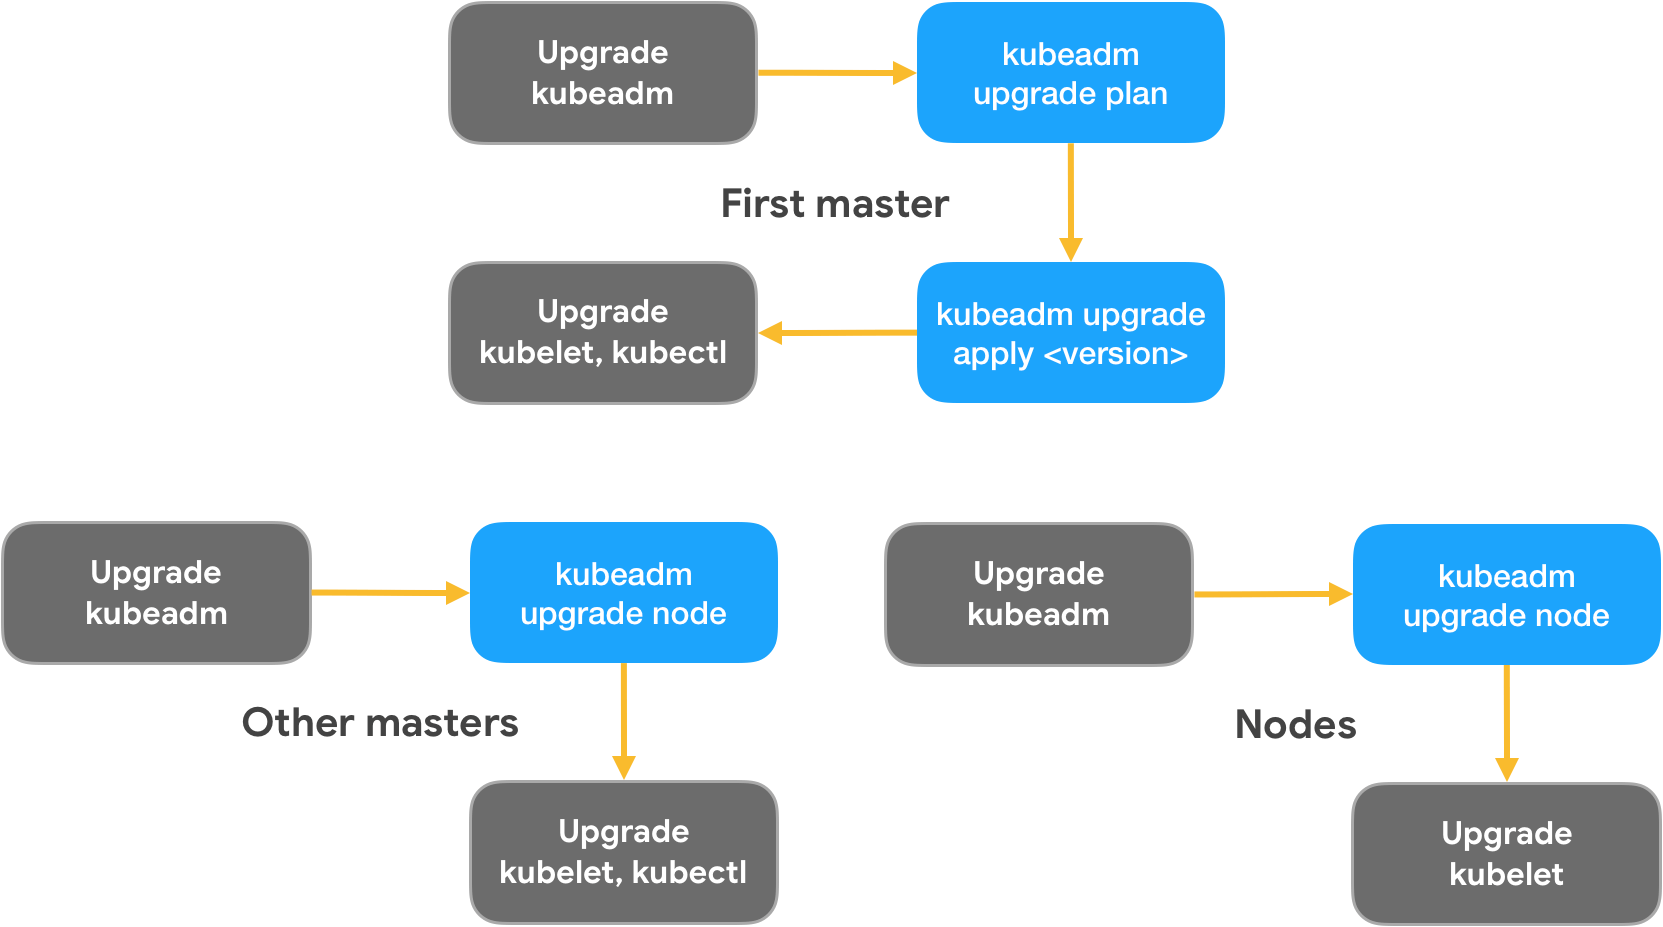 Upgrade
kubeadm
kubeadm
upgrade plan
First master
Upgrade
kubelet, kubectl
kubeadm upgrade
apply <version>
Upgrade
kubeadm
kubeadm
upgrade node
Other masters
Upgrade
kubelet, kubectl
Upgrade
kubeadm
kubeadm
upgrade node
Nodes
Upgrade
kubelet